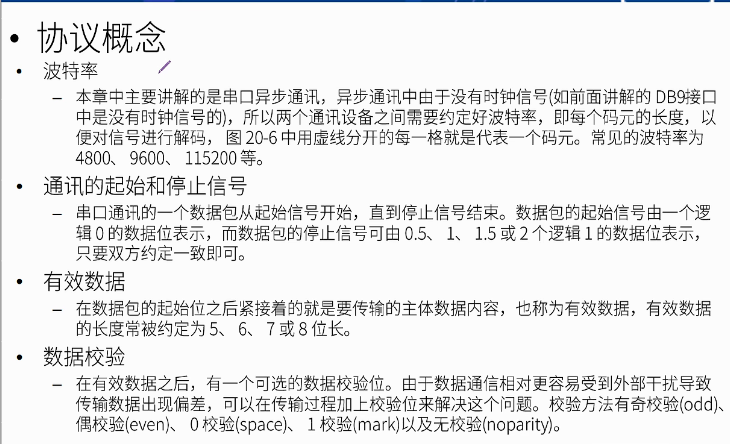 • 协议概念
• 波特率
– 本章中主要讲解的是串口异步通讯，异步通讯中由于没有时钟信号(如前面讲解的 DB9接口
中是没有时钟信号的)，所以两个通讯设备之间需要约定好波特率，即每个码元的长度，以
便对信号进行解码， 图 20-6 中用虚线分开的每一格就是代表一个码元。常见的波特率为
4800、 9600、 115200 等。
• 通讯的起始和停止信号
– 串口通讯的一个数据包从起始信号开始，直到停止信号结束。数据包的起始信号由一个逻
辑 0 的数据位表示，而数据包的停止信号可由 0.5、 1、 1.5 或 2 个逻辑 1 的数据位表示，
只要双方约定一致即可。
• 有效数据
– 在数据包的起始位之后紧接着的就是要传输的主体数据内容，也称为有效数据，有效数据
的长度常被约定为 5、 6、 7 或 8 位长。
• 数据校验
– 在有效数据之后，有一个可选的数据校验位。由于数据通信相对更容易受到外部干扰导致
传输数据出现偏差，可以在传输过程加上校验位来解决这个问题。校验方法有奇校验(odd)、
偶校验(even)、 0 校验(space)、 1 校验(mark)以及无校验(noparity)。